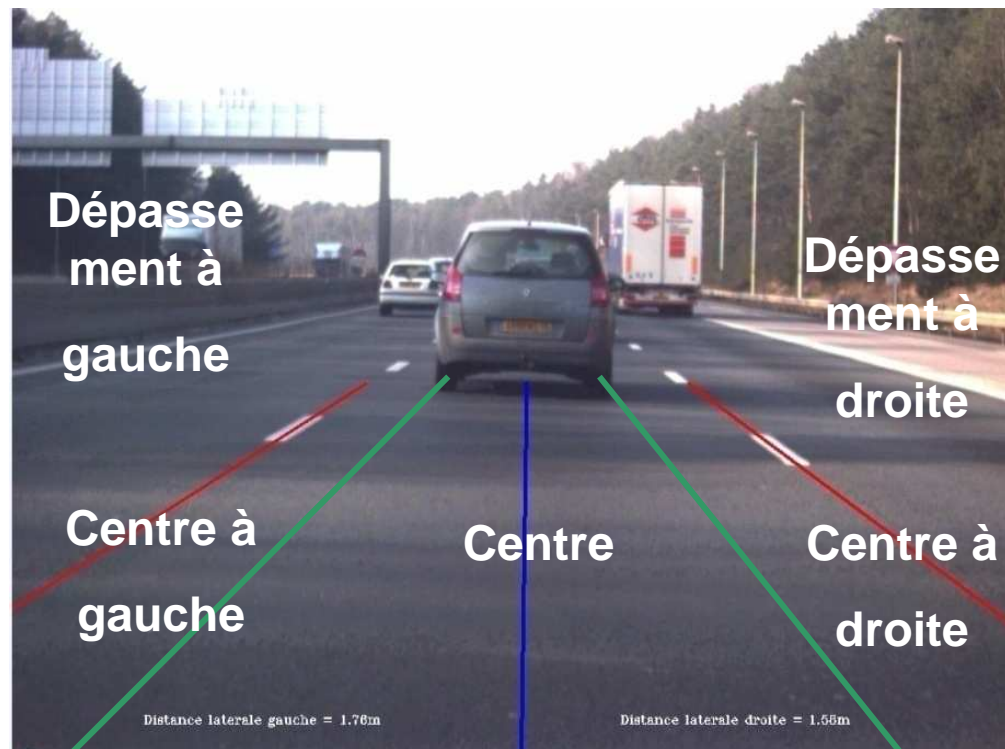 Dépasse
ment à
gauche
Dépasse
ment à
droite
Centre à
gauche
Centre
Centre à
droite
Distance laterale gauche = 1.76m
Distance laterale droite = 1.55m